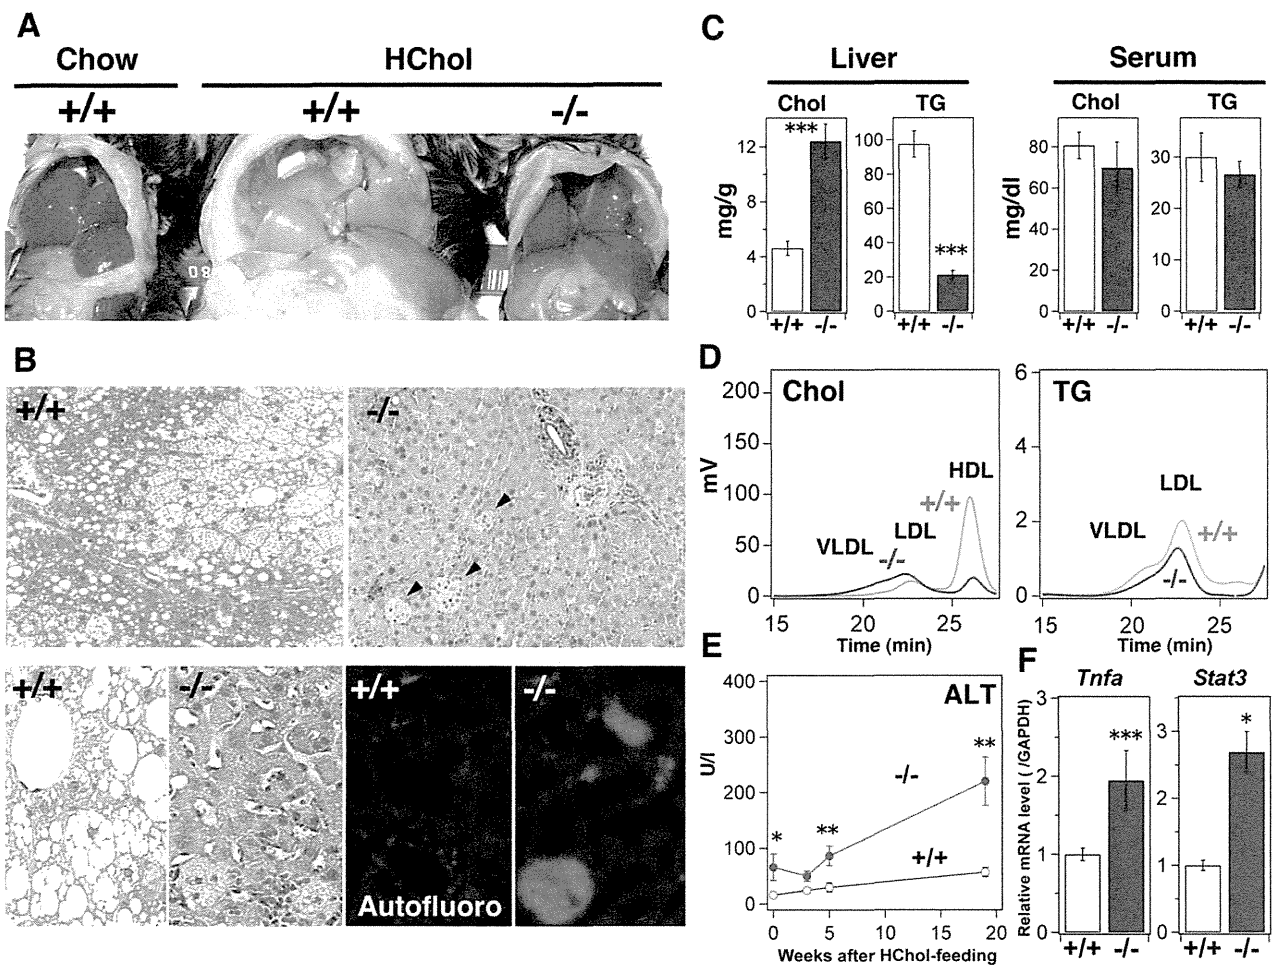 A
Chow
HChol
+/+
+/+
-/-
B
+/+
-/-
+/+
-/-
+/+
-/-
Autofluoro
C
Liver
Serum
Chol
TG
Chol
TG
mg/g
12
8
4
0
***
+/+ -/-
100
80
60
40
20
0
***
+/+ -/-
mg/dl
80
60
40
20
0
+/+ -/-
30
20
10
0
+/+ -/-
D
mV
200
150
100
50
0
Chol
HDL
+/+
LDL
VLDL
-/-
15 20 25
Time (min)
6
4
2
0
TG
LDL
VLDL
+/+
-/-
15 20 25
Time (min)
E
ALT
U/l
400
300
200
100
0
*
**
**
-/-
+/+
0 5 10 15 20
Weeks after HChol-feeding
F
Tnfa
Stat3
Relative mRNA level ( /GAPDH)
3
2
1
0
***
+/+ -/-
3
2
1
0
*
+/+ -/-